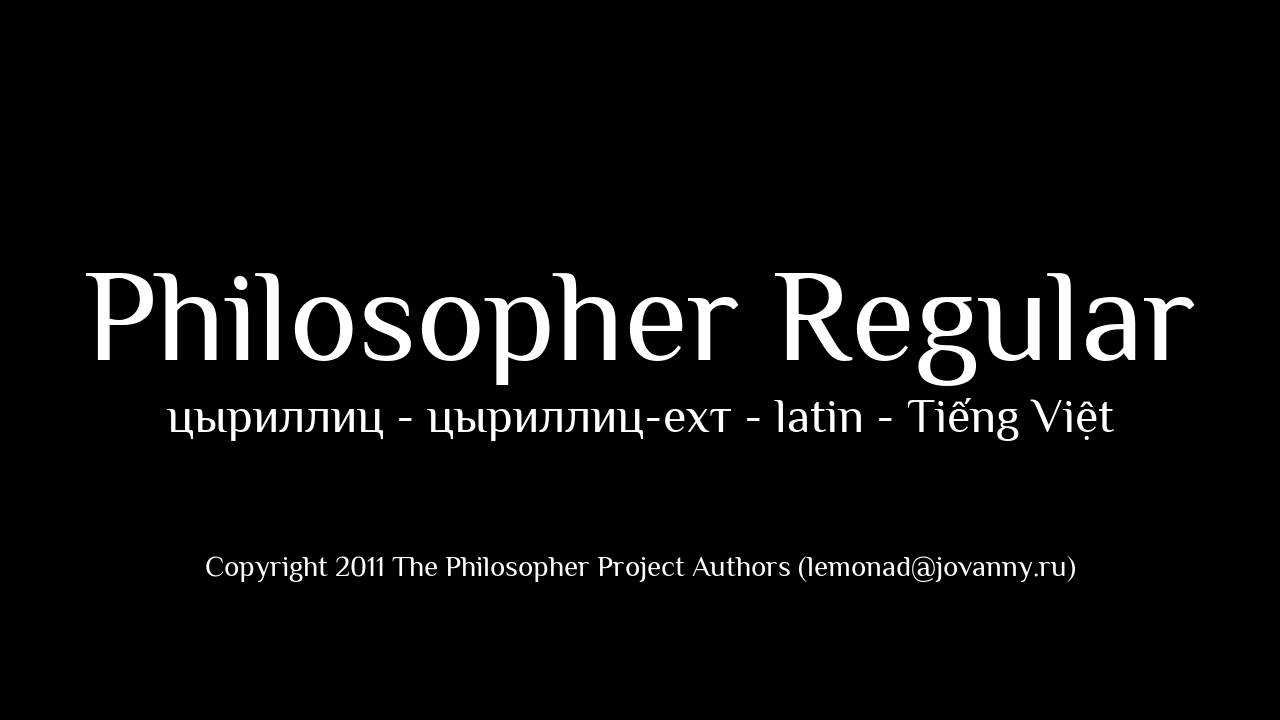 Philosopher Regular
цыриллиц - цыриллиц-ехт - latin - Tiếng Việt
Copyright 2011 The Philosopher Project Authors (lemonad@jovanny.ru)